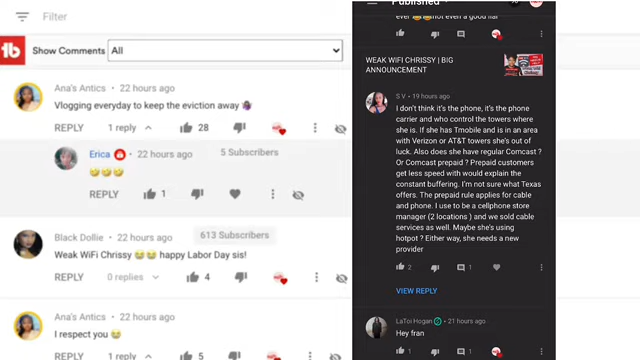 Filter
tb
Show Comments
All
Ana's Antics • 22 hours ago
Vlogging everyday to keep the eviction away
REPLY 1 reply 28
Erica • 22 hours ago 5 Subscribers
🤣🤣🤣
REPLY 1
613 Subscribers
Black Dollie • 22 hours ago
Weak WiFi Chrissy 😂😂 happy Labor Day sis!
REPLY 0 replies 4
Ana's Antics • 22 hours ago
I respect you 😭
REPLY 1 reply 5
Published
not even a good liar
WEAK WIFI CHRISSY | BIG
ANNOUNCEMENT
S V • 19 hours ago
I don't think it's the phone, it's the phone
carrier and who control the towers where
she is. If she has Tmobile and is in an area
with Verizon or AT&T towers she's out of
luck. Also does she have regular Comcast ?
Or Comcast prepaid ? Prepaid customers
get less speed with would explain the
constant buffering. I'm not sure what Texas
offers. The prepaid rule applies for cable
and phone. I use to be a cellphone store
manager (2 locations ) and we sold cable
services as well. Maybe she's using
hotpot ? Either way, she needs a new
provider
2 1
VIEW REPLY
LaToi Hogan • 21 hours ago
Hey fran
1 1